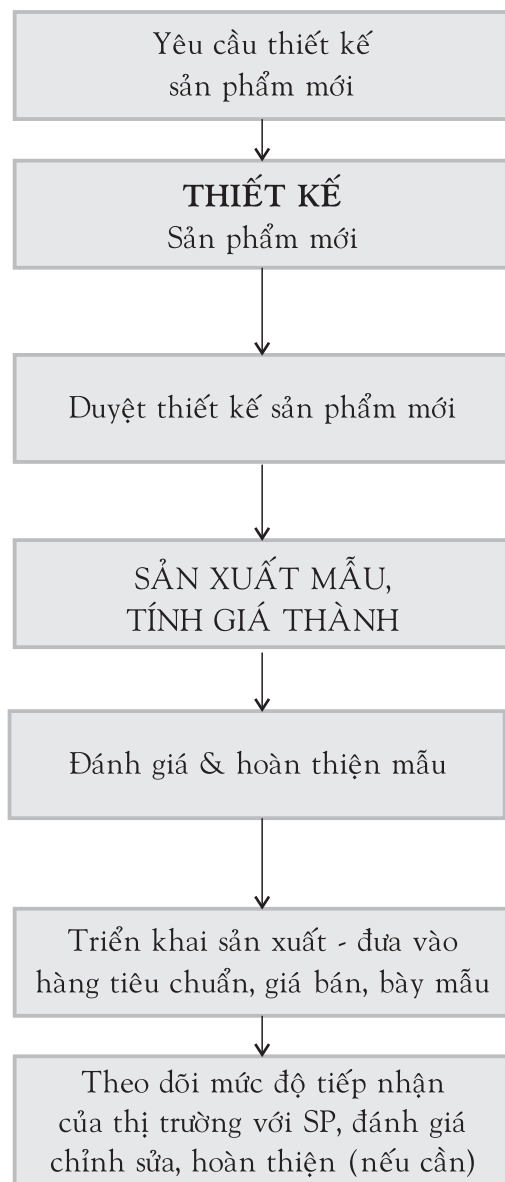 Yêu cầu thiết kế
sản phẩm mới
THIẾT KẾ
Sản phẩm mới
Duyệt thiết kế sản phẩm mới
SẢN XUẤT MẪU,
TÍNH GIÁ THÀNH
Đánh giá & hoàn thiện mẫu
Triển khai sản xuất - đưa vào
hàng tiêu chuẩn, giá bán, bày mẫu
Theo dõi mức độ tiếp nhận
của thị trường với SP, đánh giá
chỉnh sửa, hoàn thiện (nếu cần)